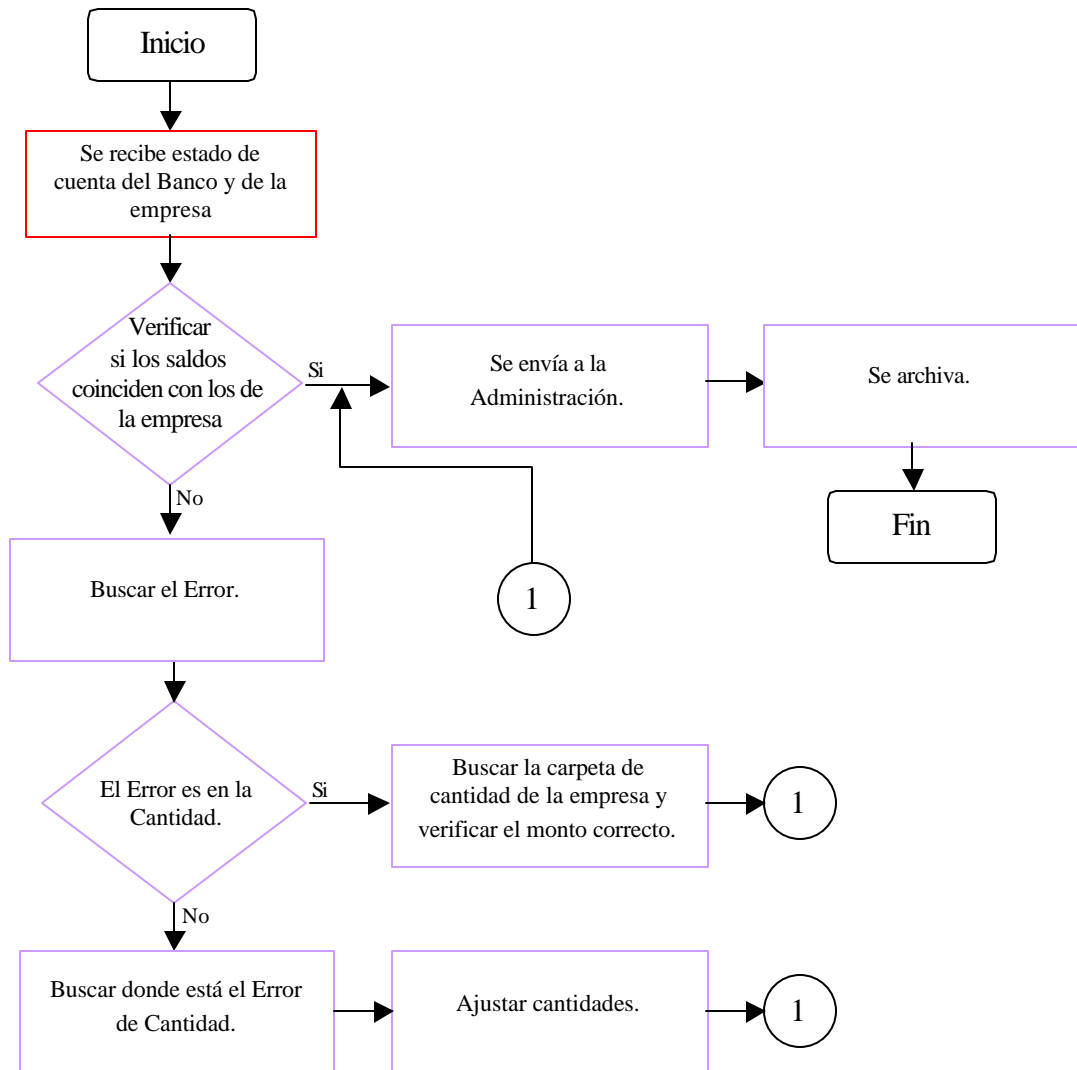 Inicio
Se recibe estado de
cuenta del Banco y de la
empresa
Verificar
si los saldos
coinciden con los de
la empresa
Si
Se envía a la
Administración.
Se archiva.
No
Fin
Buscar el Error.
1
El Error es en la
Cantidad.
Si
Buscar la carpeta de
cantidad de la empresa y
verificar el monto correcto.
1
No
Buscar donde está el Error
de Cantidad.
Ajustar cantidades.
1